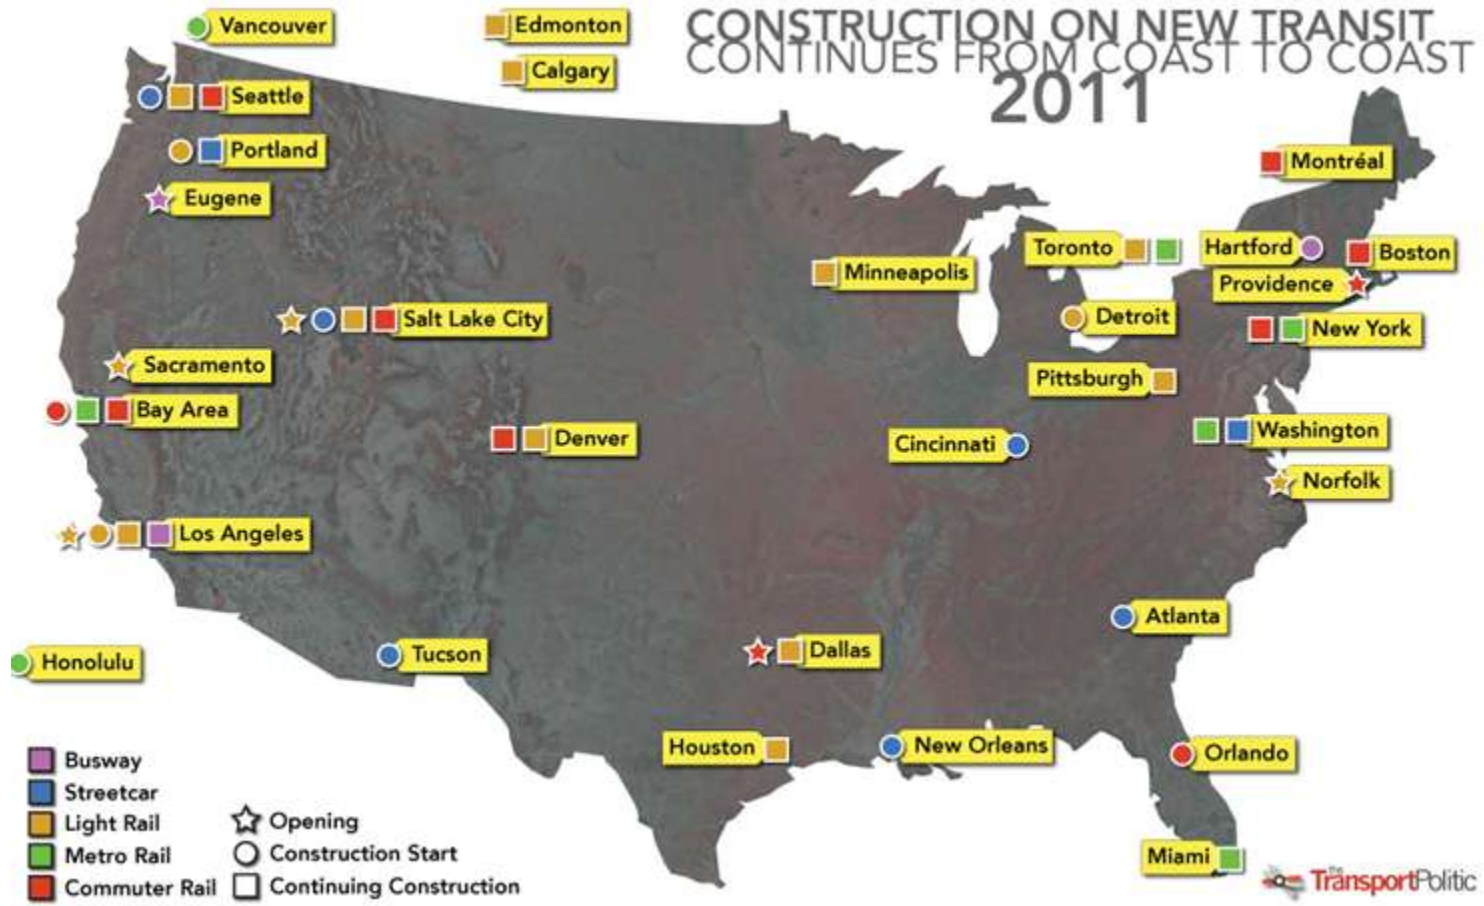 CONSTRUCTION ON NEW TRANSIT
CONTINUES FROM COAST TO COAST
2011
Vancouver
Edmonton
Calgary
Seattle
Portland
Montréal
Eugene
Toronto
Hartford
Boston
Minneapolis
Providence
Salt Lake City
Detroit
New York
Sacramento
Pittsburgh
Bay Area
Denver
Cincinnati
Washington
Norfolk
Los Angeles
Atlanta
Honolulu
Tucson
Dallas
Houston
New Orleans
Orlando
Miami
Busway
Streetcar
Light Rail
Metro Rail
Commuter Rail
Opening
Construction Start
Continuing Construction
the
TransportPolitic